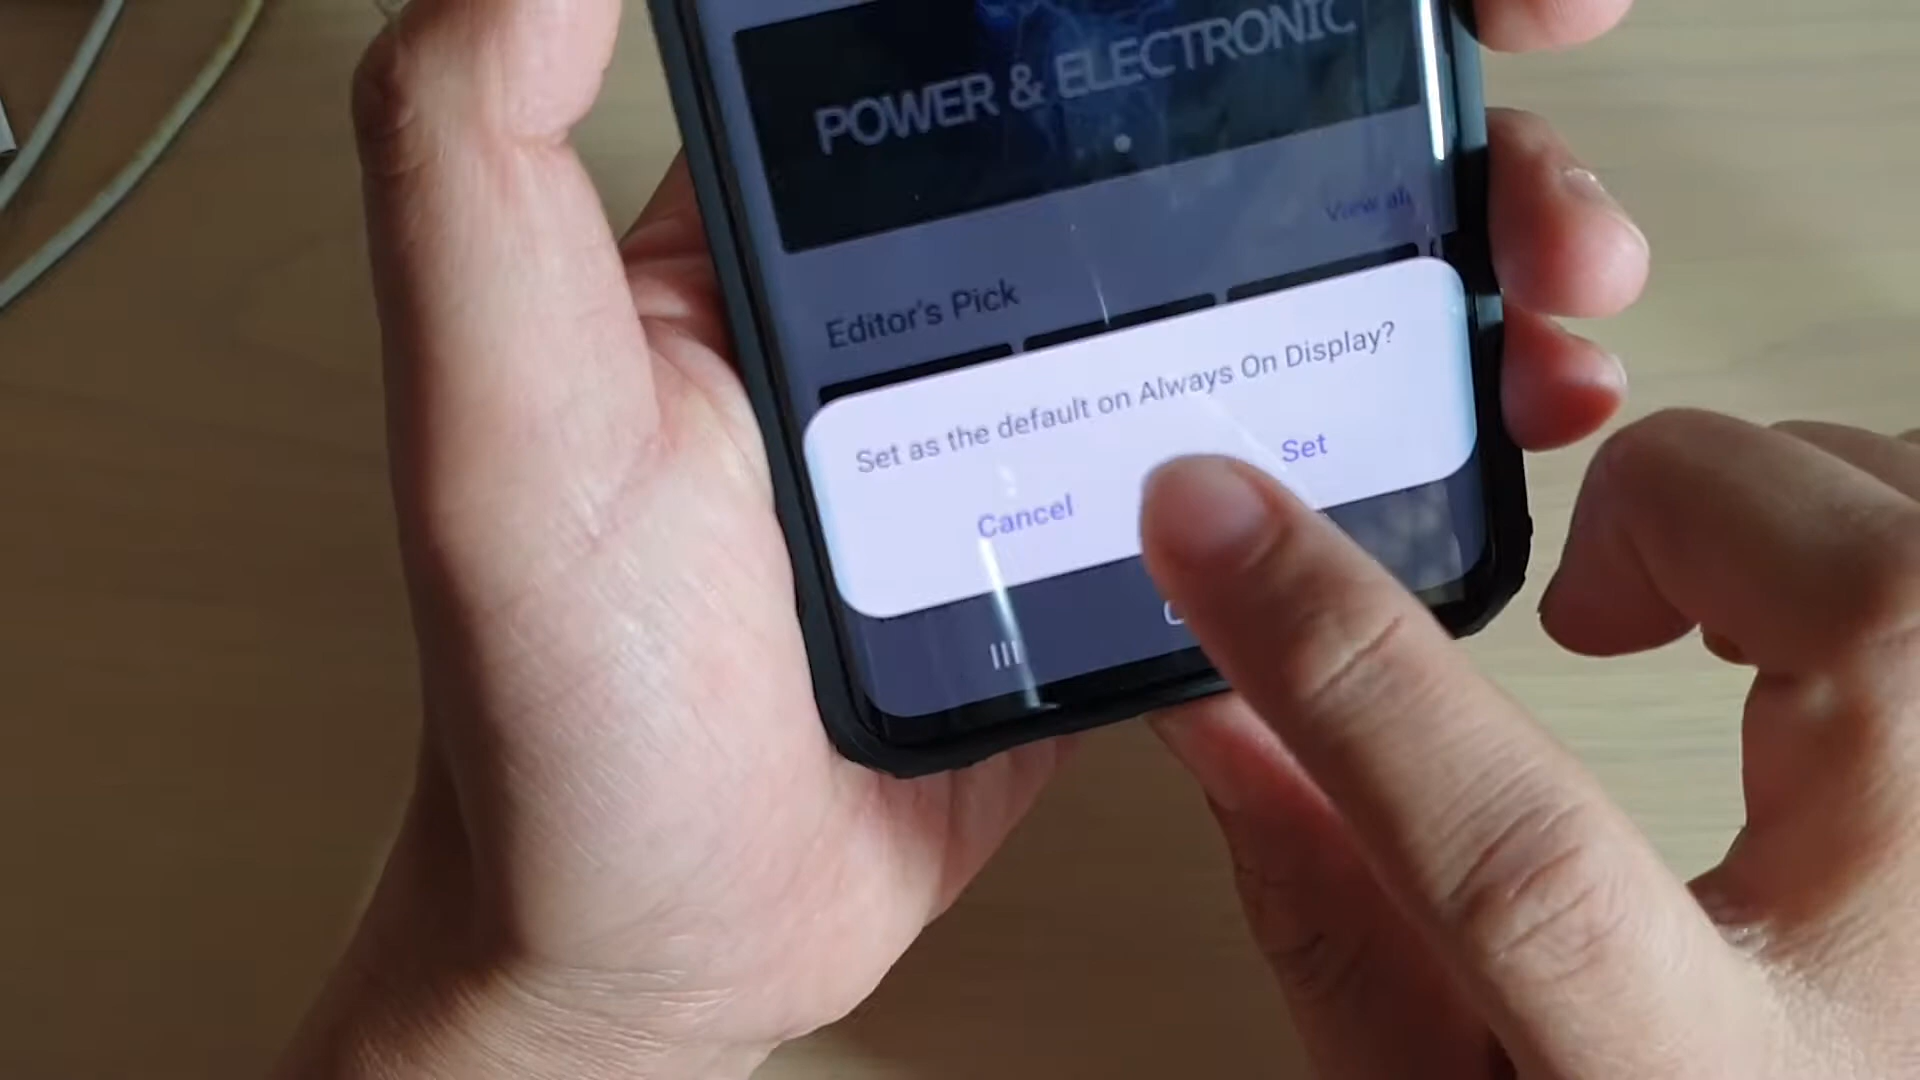 POWER & ELECTRONIC
View all
Editor's Pick
Set as the default on Always On Display?
Cancel
Set